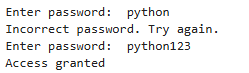 Enter password:  python
Incorrect password. Try again.
Enter password:  python123
Access granted